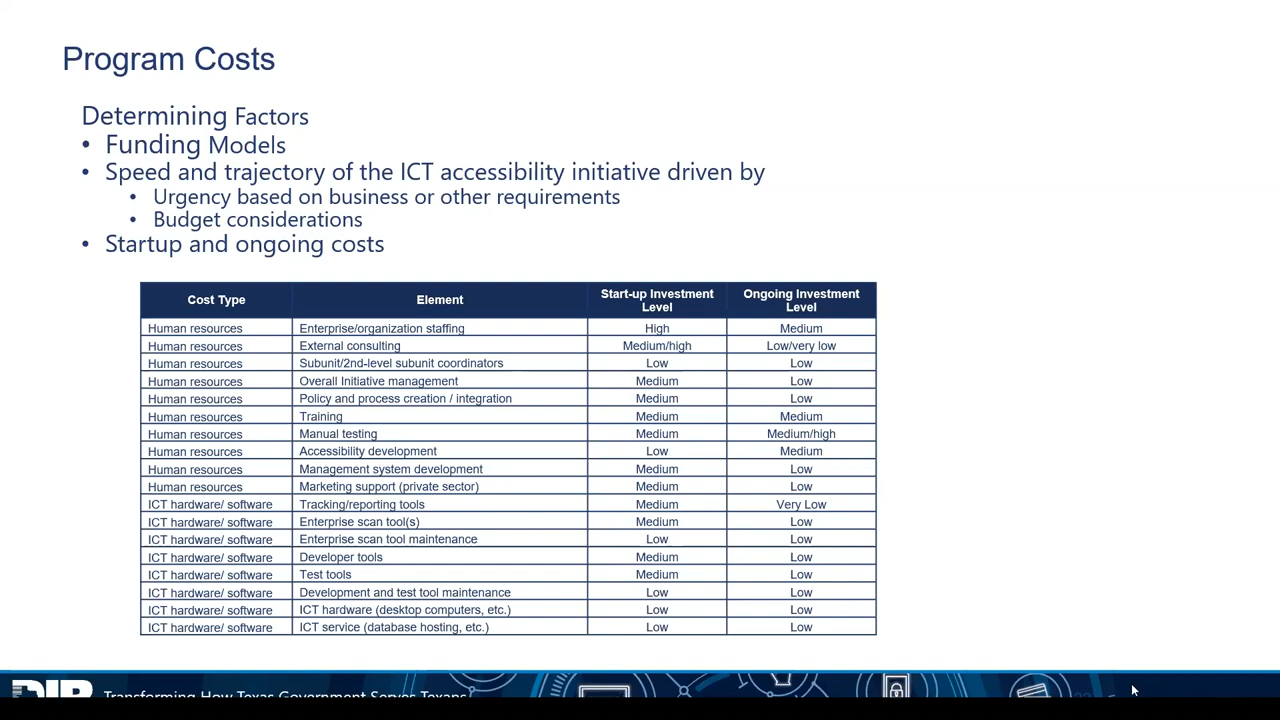 Program Costs
Determining Factors
• Funding Models
• Speed and trajectory of the ICT accessibility initiative driven by
• Urgency based on business or other requirements
• Budget considerations
• Startup and ongoing costs
Cost Type Element Start-up Investment Level Ongoing Investment Level
Human resources Enterprise/organization staffing High Medium
Human resources External consulting Medium/high Low/very low
Human resources Subunit/2nd-level subunit coordinators Low Low
Human resources Overall Initiative management Medium Low
Human resources Policy and process creation / integration Medium Low
Human resources Training Medium Medium
Human resources Manual testing Medium Medium/high
Human resources Accessibility development Low Medium
Human resources Management system development Medium Low
Human resources Marketing support (private sector) Medium Low
ICT hardware/ software Tracking/reporting tools Medium Very Low
ICT hardware/ software Enterprise scan tool(s) Medium Low
ICT hardware/ software Enterprise scan tool maintenance Low Low
ICT hardware/ software Developer tools Medium Low
ICT hardware/ software Test tools Medium Low
ICT hardware/ software Development and test tool maintenance Low Low
ICT hardware/ software ICT hardware (desktop computers, etc.) Low Low
ICT hardware/ software ICT service (database hosting, etc.) Low Low
DIR Transforming How Texas Government Serves Texans